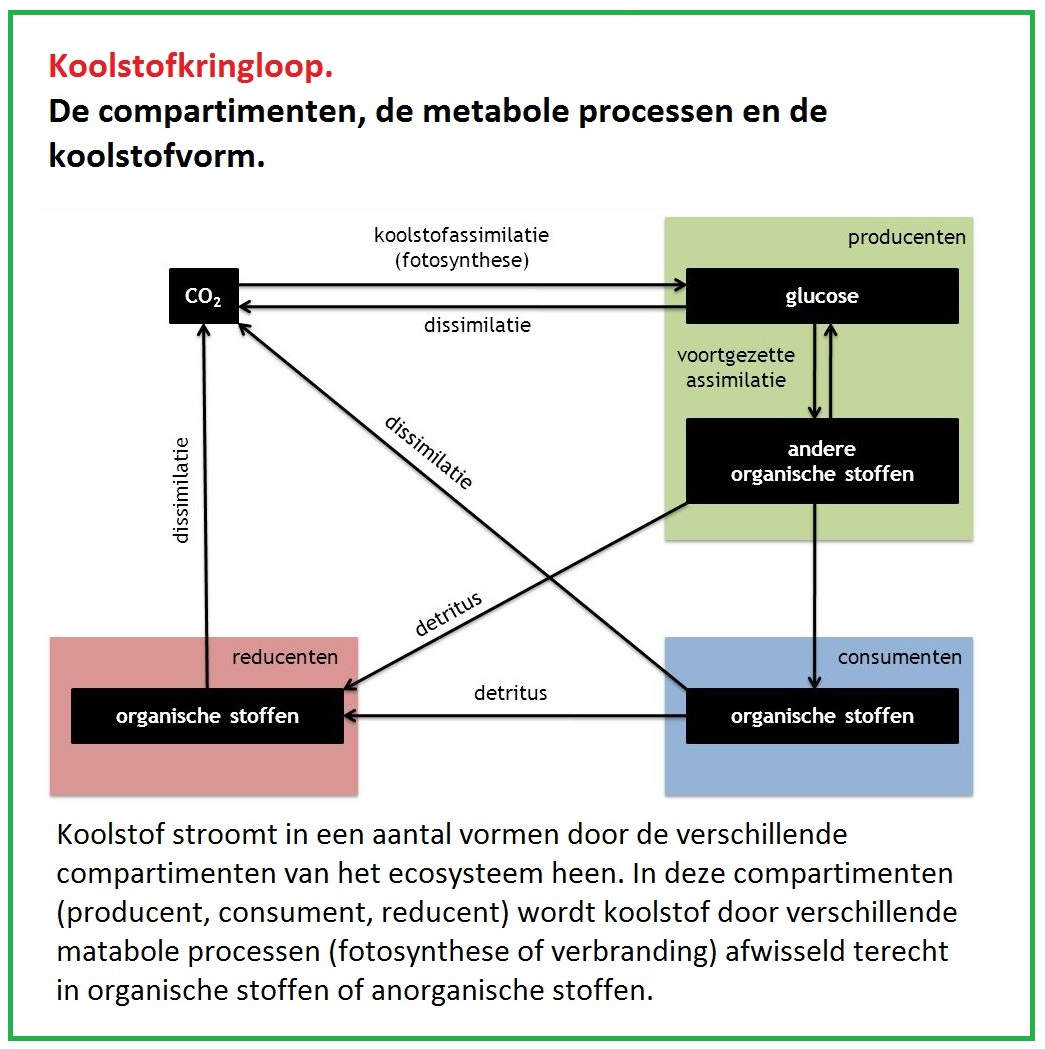 Koolstofkringloop.
De compartimenten, de metabole processen en de
koolstofvorm.
koolstofassimilatie
(fotosynthese)
producenten
CO₂
glucose
dissimilatie
voortgezette
assimilatie
dissimilatie
andere
organische stoffen
dissimilatie
detritus
reducenten
consumenten
detritus
organische stoffen
organische stoffen
Koolstof stroomt in een aantal vormen door de verschillende
compartimenten van het ecosysteem heen. In deze compartimenten
(producent, consument, reducent) wordt koolstof door verschillende
matabole processen (fotosynthese of verbranding) afwisseld terecht
in organische stoffen of anorganische stoffen.